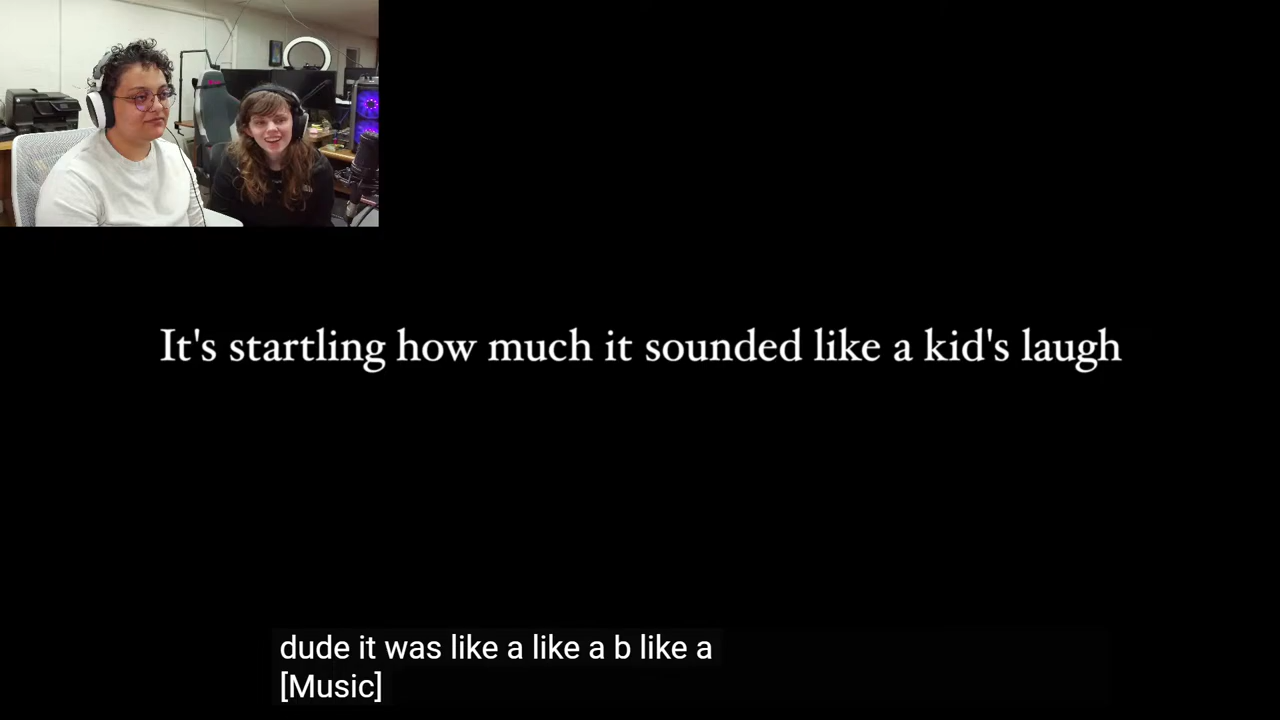 It's startling how much it sounded like a kid's laugh
dude it was like a like a b like a
[Music]